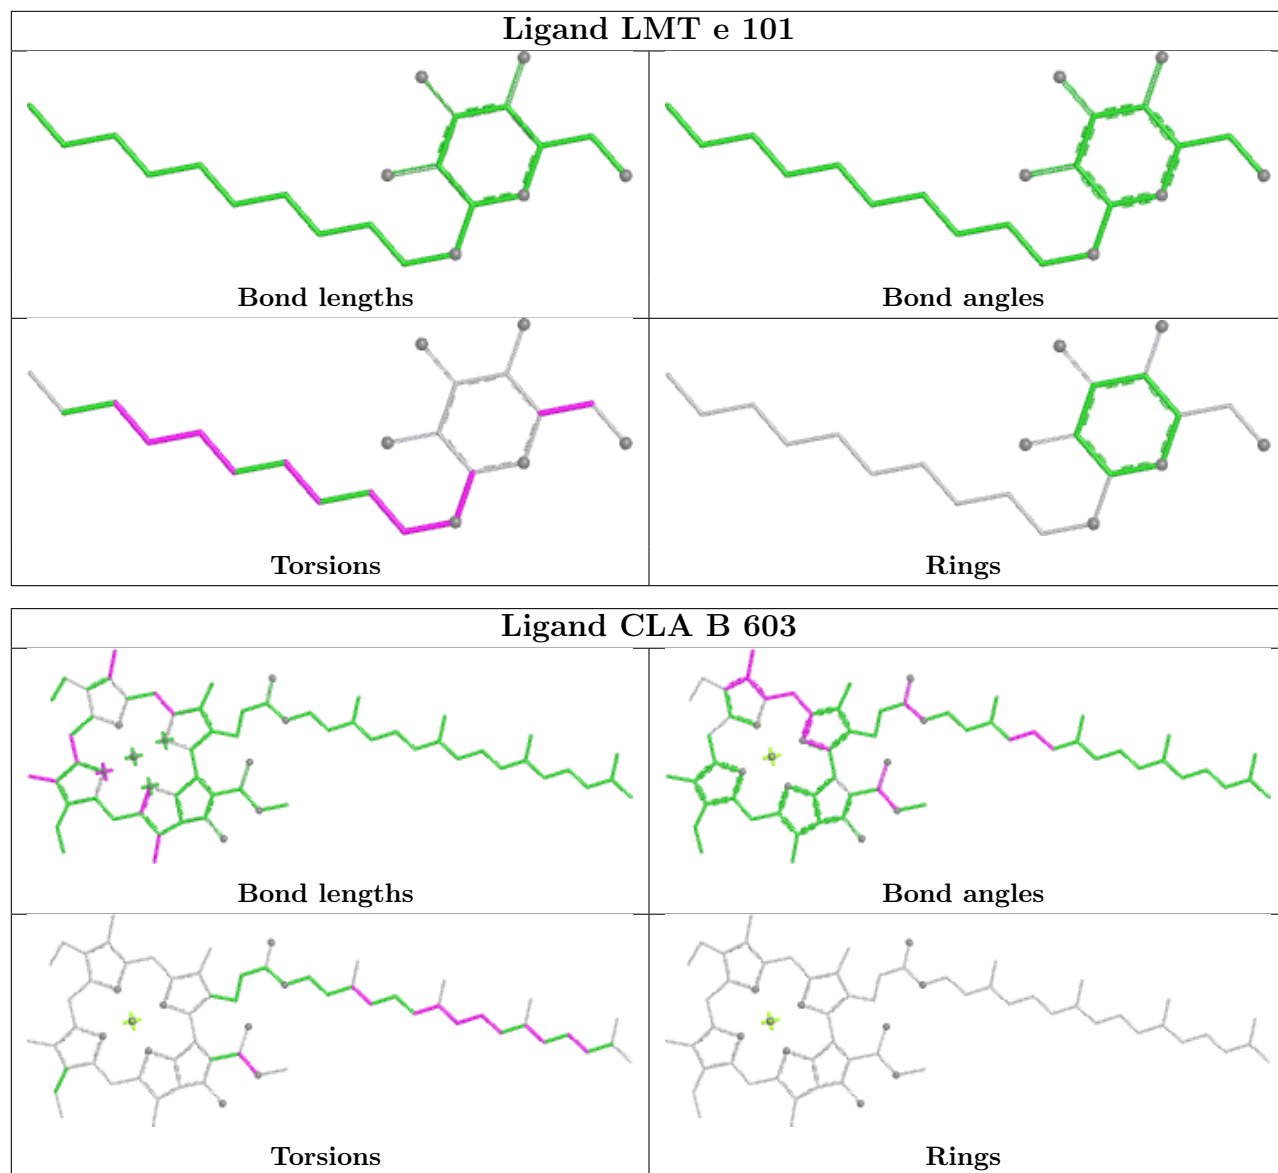 Ligand LMT e 101
Bond lengths
Bond angles
Torsions
Rings
Ligand CLA B 603
Bond lengths
Bond angles
Torsions
Rings